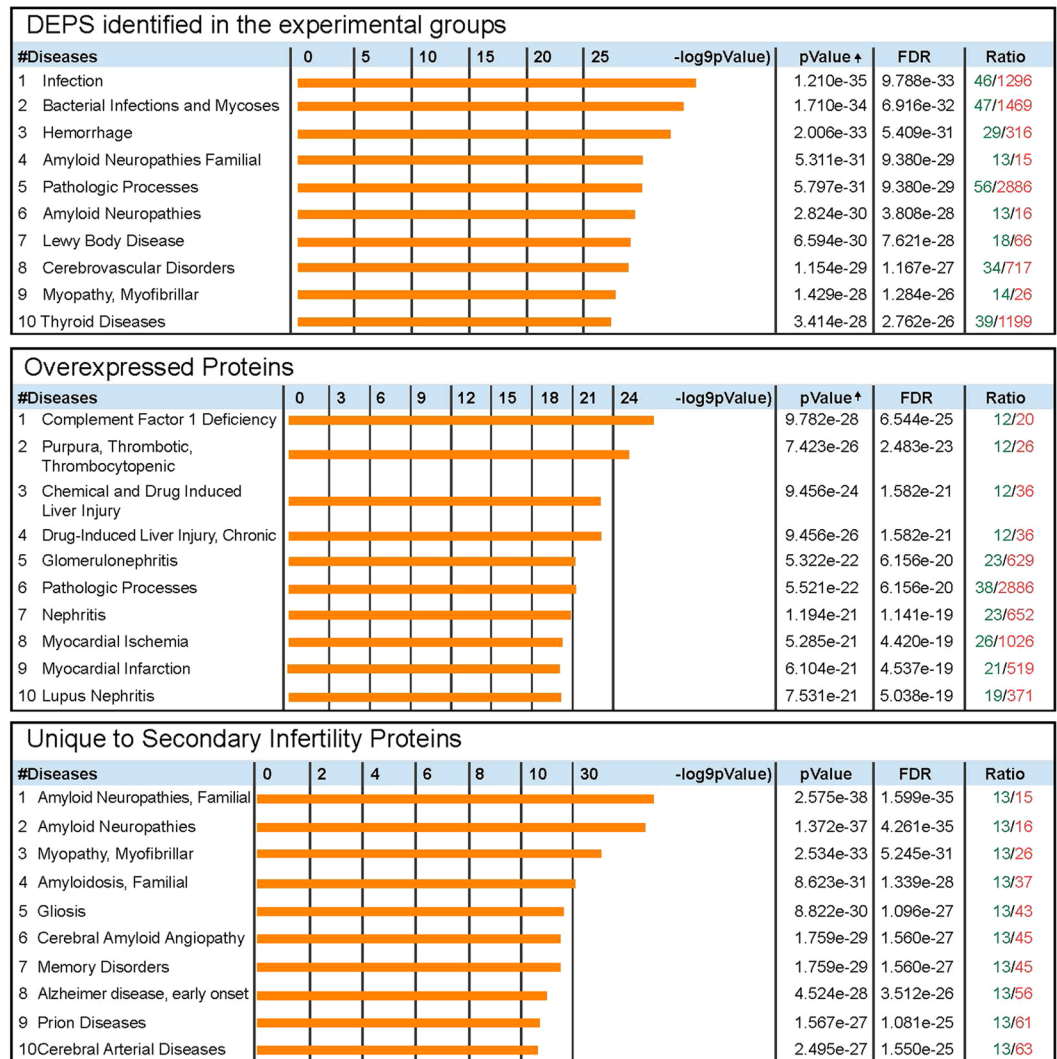 DEPS identified in the experimental groups
#Diseases 0 5 10 15 20 25 -log9pValue) pValue↑ FDR Ratio
1 Infection 1.210e-35 9.788e-33 46/1296
2 Bacterial Infections and Mycoses 1.710e-34 6.916e-32 47/1469
3 Hemorrhage 2.006e-33 5.409e-31 29/316
4 Amyloid Neuropathies Familial 5.311e-31 9.380e-29 13/15
5 Pathologic Processes 5.797e-31 9.380e-29 56/2886
6 Amyloid Neuropathies 2.824e-30 3.808e-28 13/16
7 Lewy Body Disease 6.594e-30 7.621e-28 18/66
8 Cerebrovascular Disorders 1.154e-29 1.167e-27 34/717
9 Myopathy, Myofibrillar 1.429e-28 1.284e-26 14/26
10 Thyroid Diseases 3.414e-28 2.762e-26 39/1199
Overexpressed Proteins
#Diseases 0 3 6 9 12 15 18 21 24 -log9pValue) pValue↑ FDR Ratio
1 Complement Factor 1 Deficiency 9.782e-28 6.544e-25 12/20
2 Purpura, Thrombotic, 7.423e-26 2.483e-23 12/26
Thrombocytopenic
3 Chemical and Drug Induced 9.456e-24 1.582e-21 12/36
Liver Injury
4 Drug-Induced Liver Injury, Chronic 9.456e-26 1.582e-21 12/36
5 Glomerulonephritis 5.322e-22 6.156e-20 23/629
6 Pathologic Processes 5.521e-22 6.156e-20 38/2886
7 Nephritis 1.194e-21 1.141e-19 23/652
8 Myocardial Ischemia 5.285e-21 4.420e-19 26/1026
9 Myocardial Infarction 6.104e-21 4.537e-19 21/519
10 Lupus Nephritis 7.531e-21 5.038e-19 19/371
Unique to Secondary Infertility Proteins
#Diseases 0 2 4 6 8 10 30 -log9pValue) pValue FDR Ratio
1 Amyloid Neuropathies, Familial 2.575e-38 1.599e-35 13/15
2 Amyloid Neuropathies 1.372e-37 4.261e-35 13/16
3 Myopathy, Myofibrillar 2.534e-33 5.245e-31 13/26
4 Amyloidosis, Familial 8.623e-31 1.339e-28 13/37
5 Gliosis 8.822e-30 1.096e-27 13/43
6 Cerebral Amyloid Angiopathy 1.759e-29 1.560e-27 13/45
7 Memory Disorders 1.759e-29 1.560e-27 13/45
8 Alzheimer disease, early onset 4.524e-28 3.512e-26 13/56
9 Prion Diseases 1.567e-27 1.081e-25 13/61
10Cerebral Arterial Diseases 2.495e-27 1.550e-25 13/63